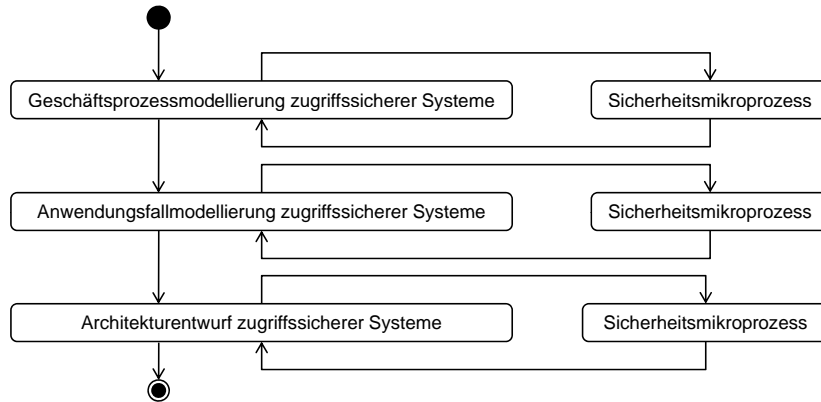 Geschäftsprozessmodellierung zugriffssicherer Systeme
Sicherheitsmikroprozess
Anwendungsfallmodellierung zugriffssicherer Systeme
Sicherheitsmikroprozess
Architekturentwurf zugriffssicherer Systeme
Sicherheitsmikroprozess